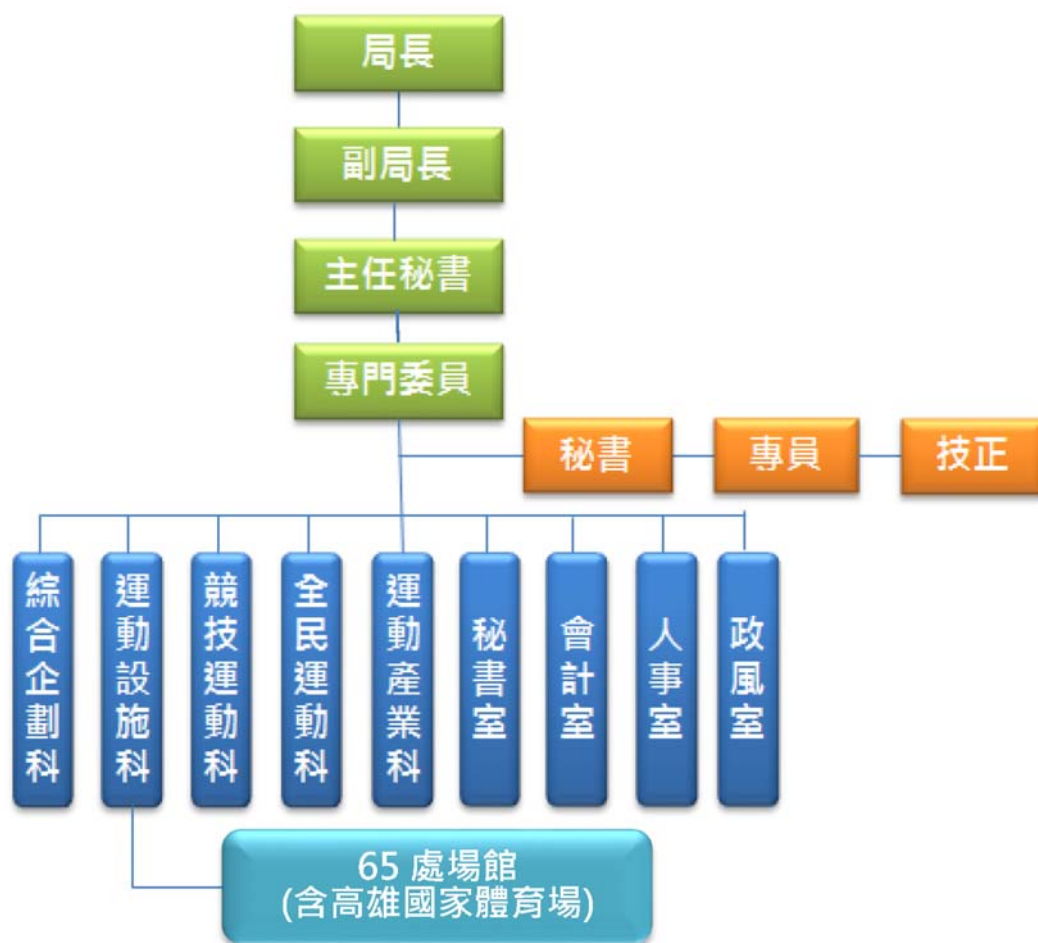 局長
副局長
主任秘書
專門委員
秘書
專員
技正
綜合企劃科
運動設施科
競技運動科
全民運動科
運動產業科
秘書室
會計室
人事室
政風室
65 處場館
(含高雄國家體育場)